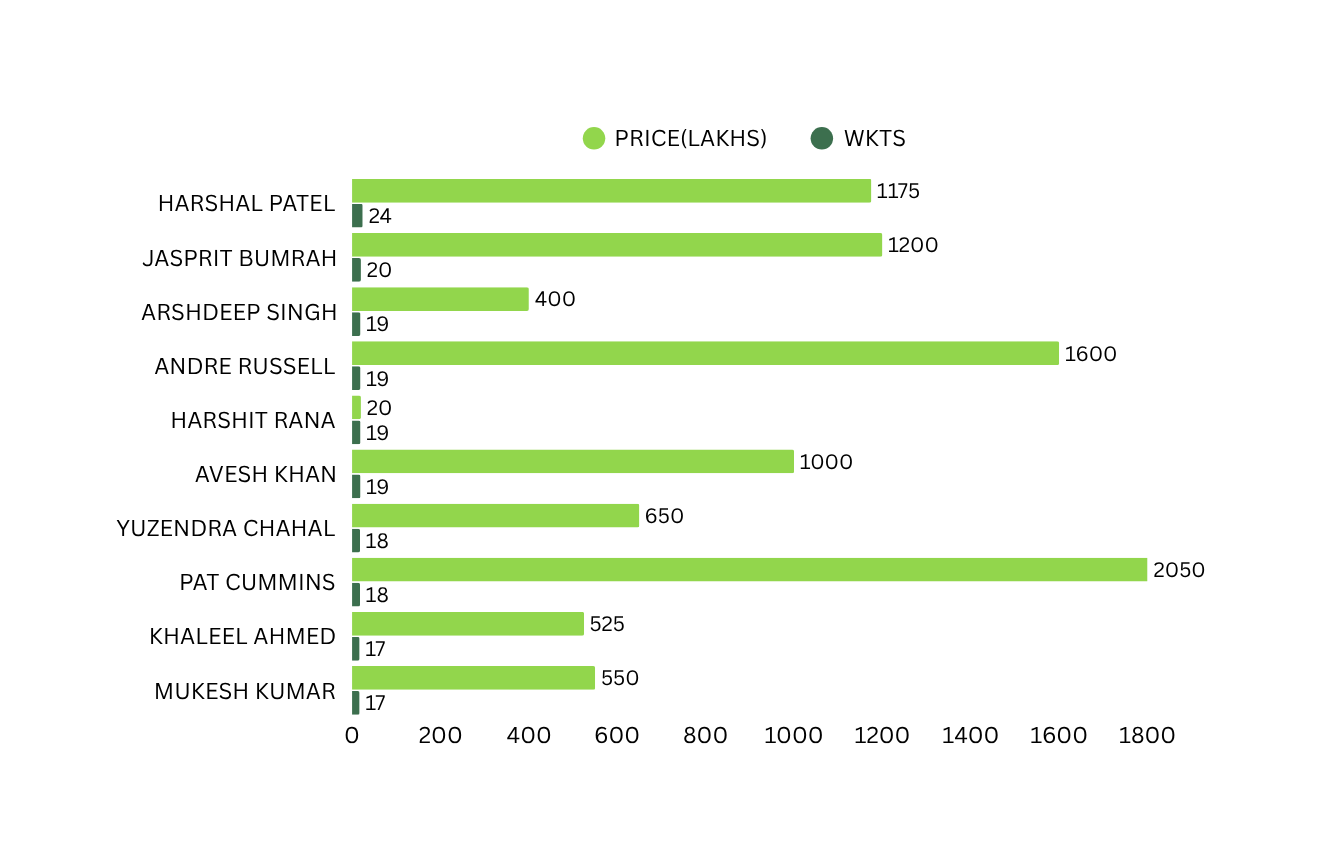 PRICE(LAKHS) WKTS
HARSHAL PATEL 1175
24
JASPRIT BUMRAH 1200
20
ARSHDEEP SINGH 400
19
ANDRE RUSSELL 1600
19
HARSHIT RANA 20
19
AVESH KHAN 1000
19
YUZENDRA CHAHAL 650
18
PAT CUMMINS 2050
18
KHALEEL AHMED 525
17
MUKESH KUMAR 550
17
0 200 400 600 800 1000 1200 1400 1600 1800